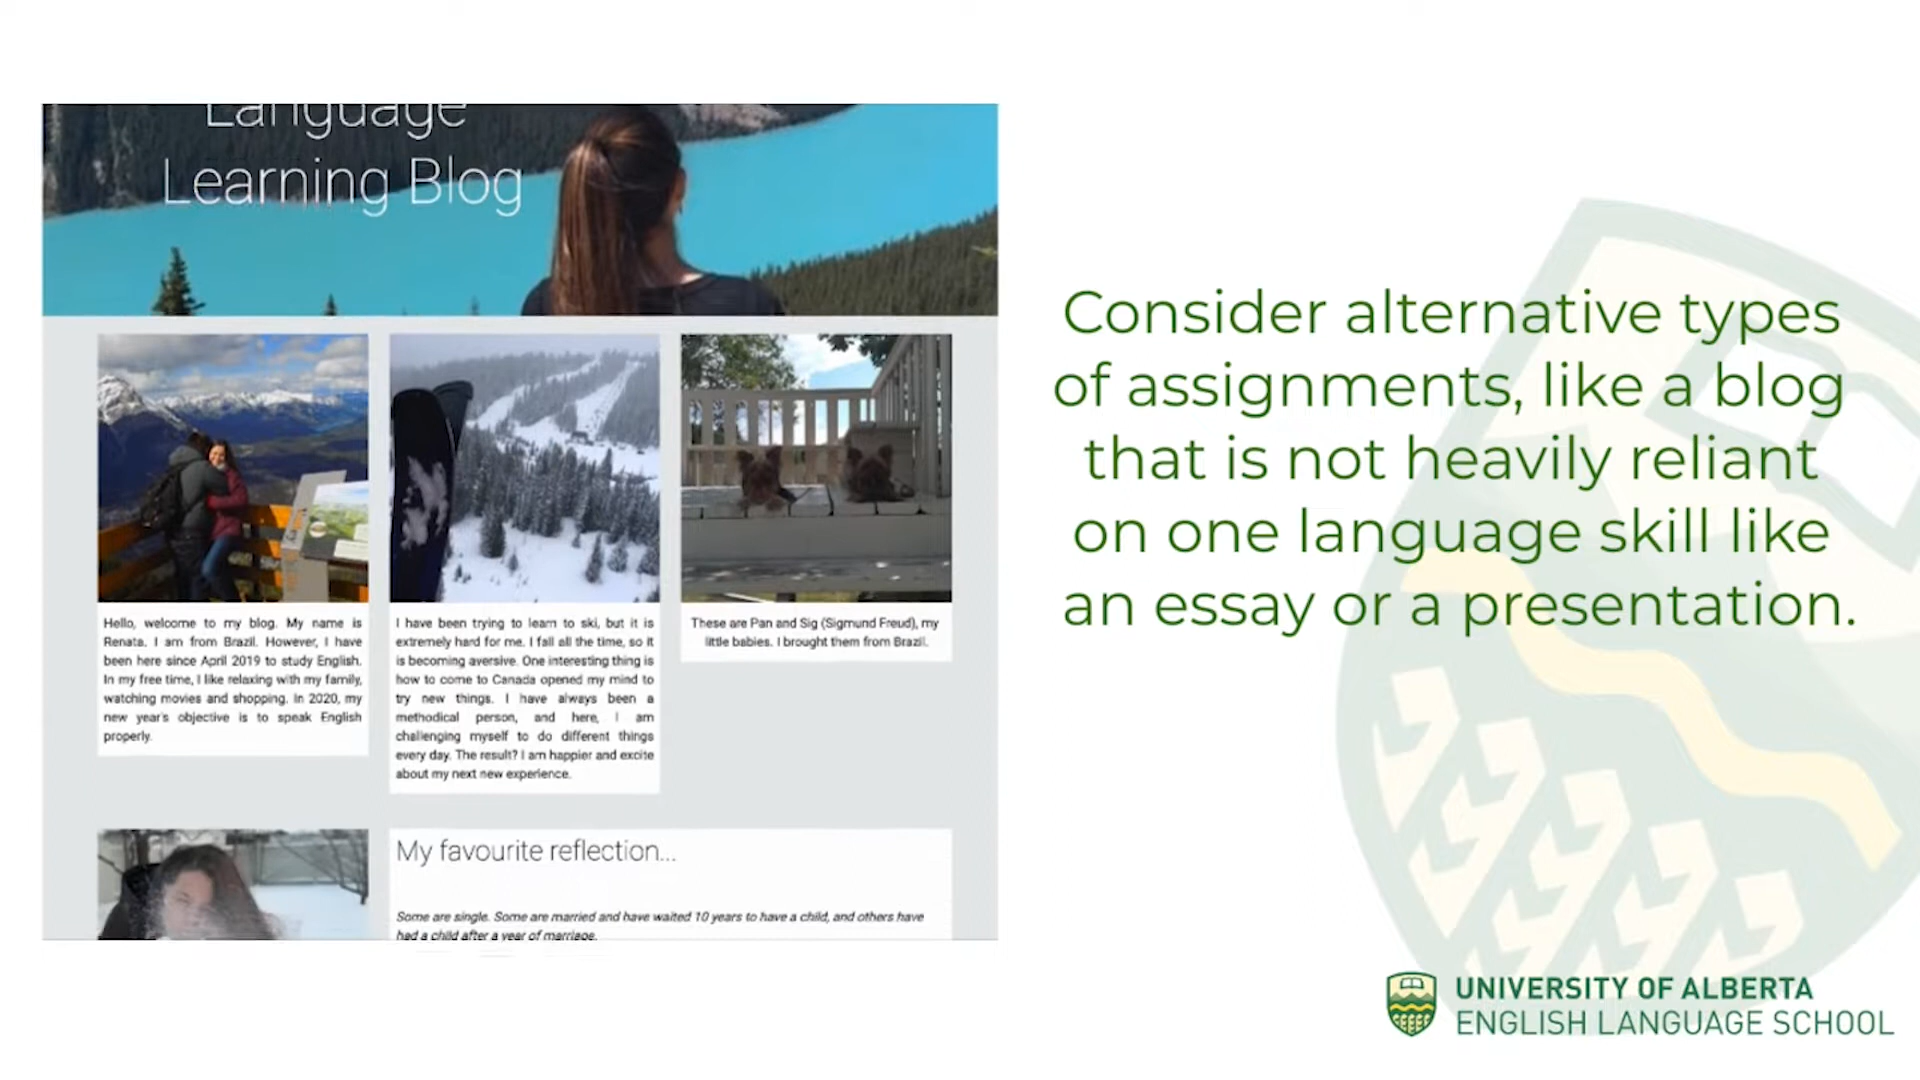 Language
Learning Blog
Hello, welcome to my blog. My name is
Renata. I am from Brazil. However, I have
been here since April 2019 to study English.
In my free time, I like relaxing with my family,
watching movies and shopping. In 2020, my
new year's objective is to speak English
properly.
I have been trying to learn to ski, but it is
extremely hard for me. I fall all the time, so it
is becoming aversive. One interesting thing is
how to come to Canada opened my mind to
try new things. I have always been a
methodical person, and here, I am
challenging myself to do different things
every day. The result? I am happier and excite
about my next new experience.
These are Pan and Sig (Sigmund Freud), my
little babies. I brought them from Brazil.
My favourite reflection...
Some are single. Some are married and have waited 10 years to have a child, and others have
had a child after a year of marriage.
Consider alternative types
of assignments, like a blog
that is not heavily reliant
on one language skill like
an essay or a presentation.
UNIVERSITY OF ALBERTA
ENGLISH LANGUAGE SCHOOL